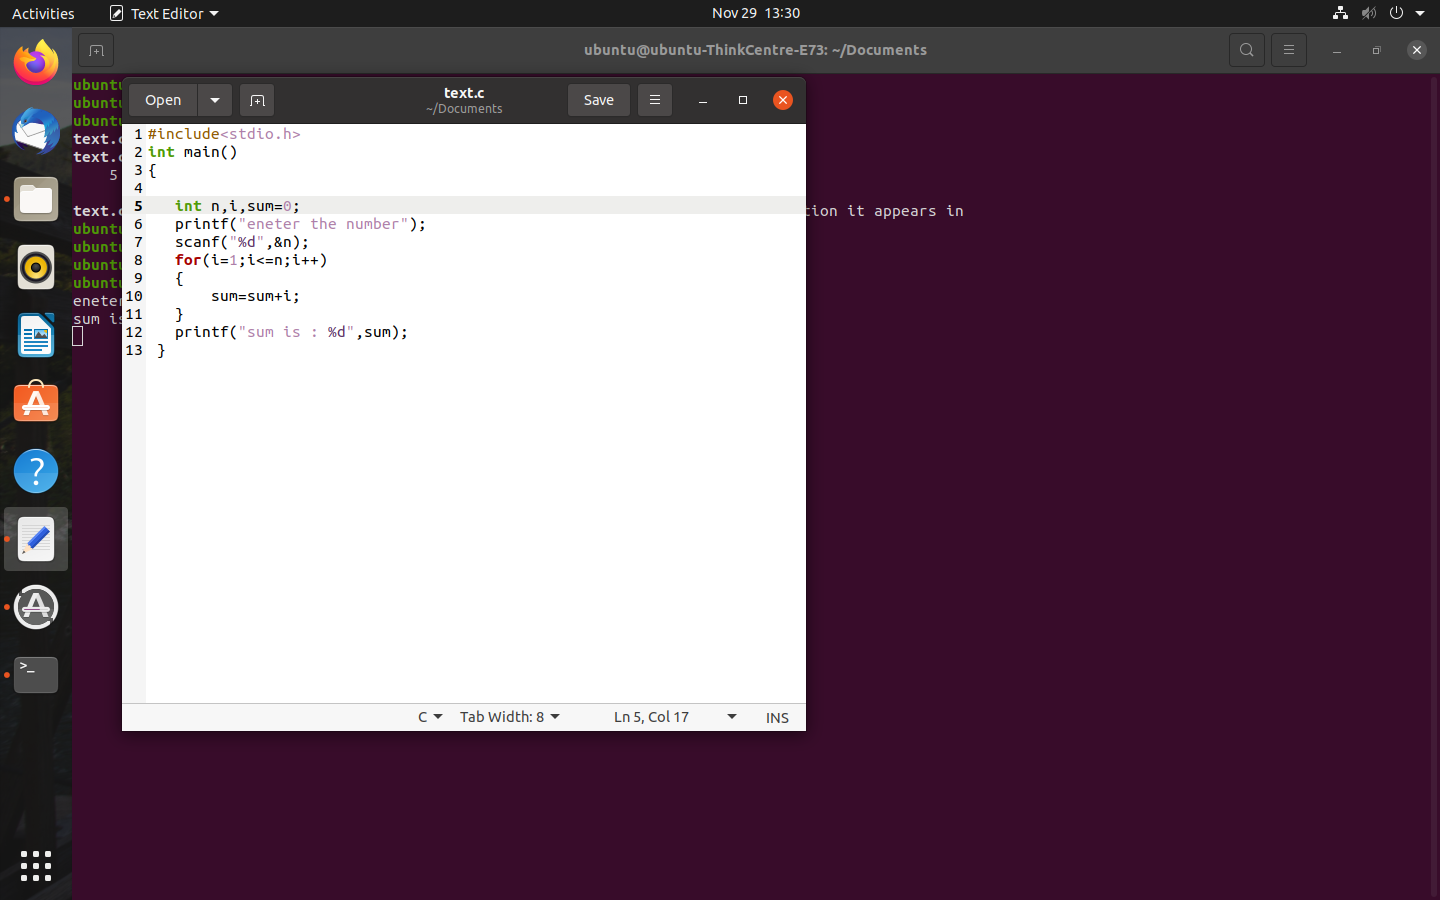 Activities Text Editor Nov 29 13:30
ubuntu@ubuntu-ThinkCentre-E73: ~/Documents
Open text.c Save
~/Documents
1 #include<stdio.h>
2 int main()
3 {
4
5 int n,i,sum=0;
6 printf("eneter the number");
7 scanf("%d",&n);
8 for(i=1;i<=n;i++)
9 {
10 sum=sum+i;
11 }
12 printf("sum is : %d",sum);
13 }
C Tab Width: 8 Ln 5, Col 17 INS
ubuntu
ubuntu
ubuntu
text.c
text.c
5
text.c tion it appears in
ubuntu
ubuntu
ubuntu
ubuntu
eneter
sum is